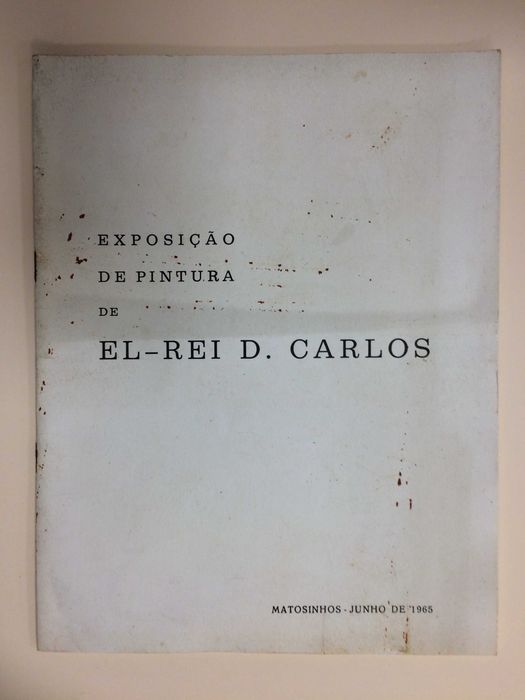 EXPOSIÇÃO
DE PINTURA
DE
EL-REI D. CARLOS
MATOSINHOS - JUNHO DE 1965